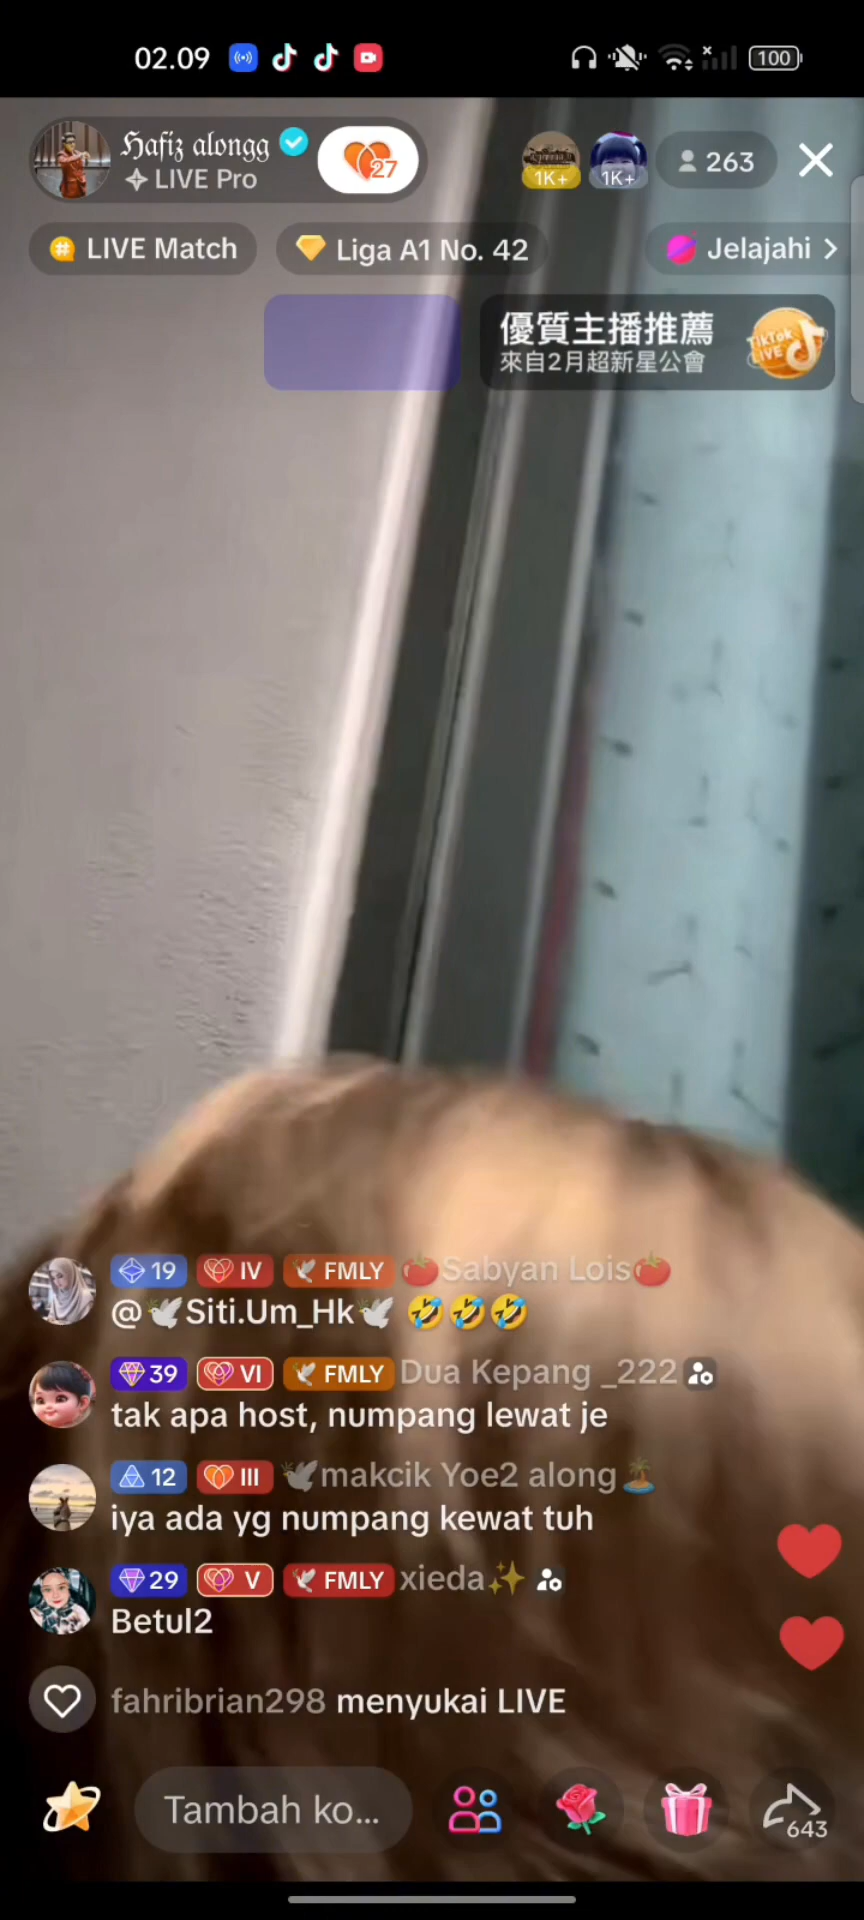 02.09
100
Hafiz alongg
LIVE Pro
27
1K+
1K+
263
LIVE Match
Liga A1 No. 42
Jelajahi >
優質主播推薦
來自2月超新星公會
TikTok LIVE
19 IV FMLY 🍅Sabyan Lois🍅
@🕊Siti.Um_Hk🕊 🤣🤣🤣
39 VI FMLY Dua Kepang _222
tak apa host, numpang lewat je
12 III 🕊makcik Yoe2 along🏝
iya ada yg numpang kewat tuh
29 V FMLY xieda✨
Betul2
fahribrian298 menyukai LIVE
Tambah ko...
643